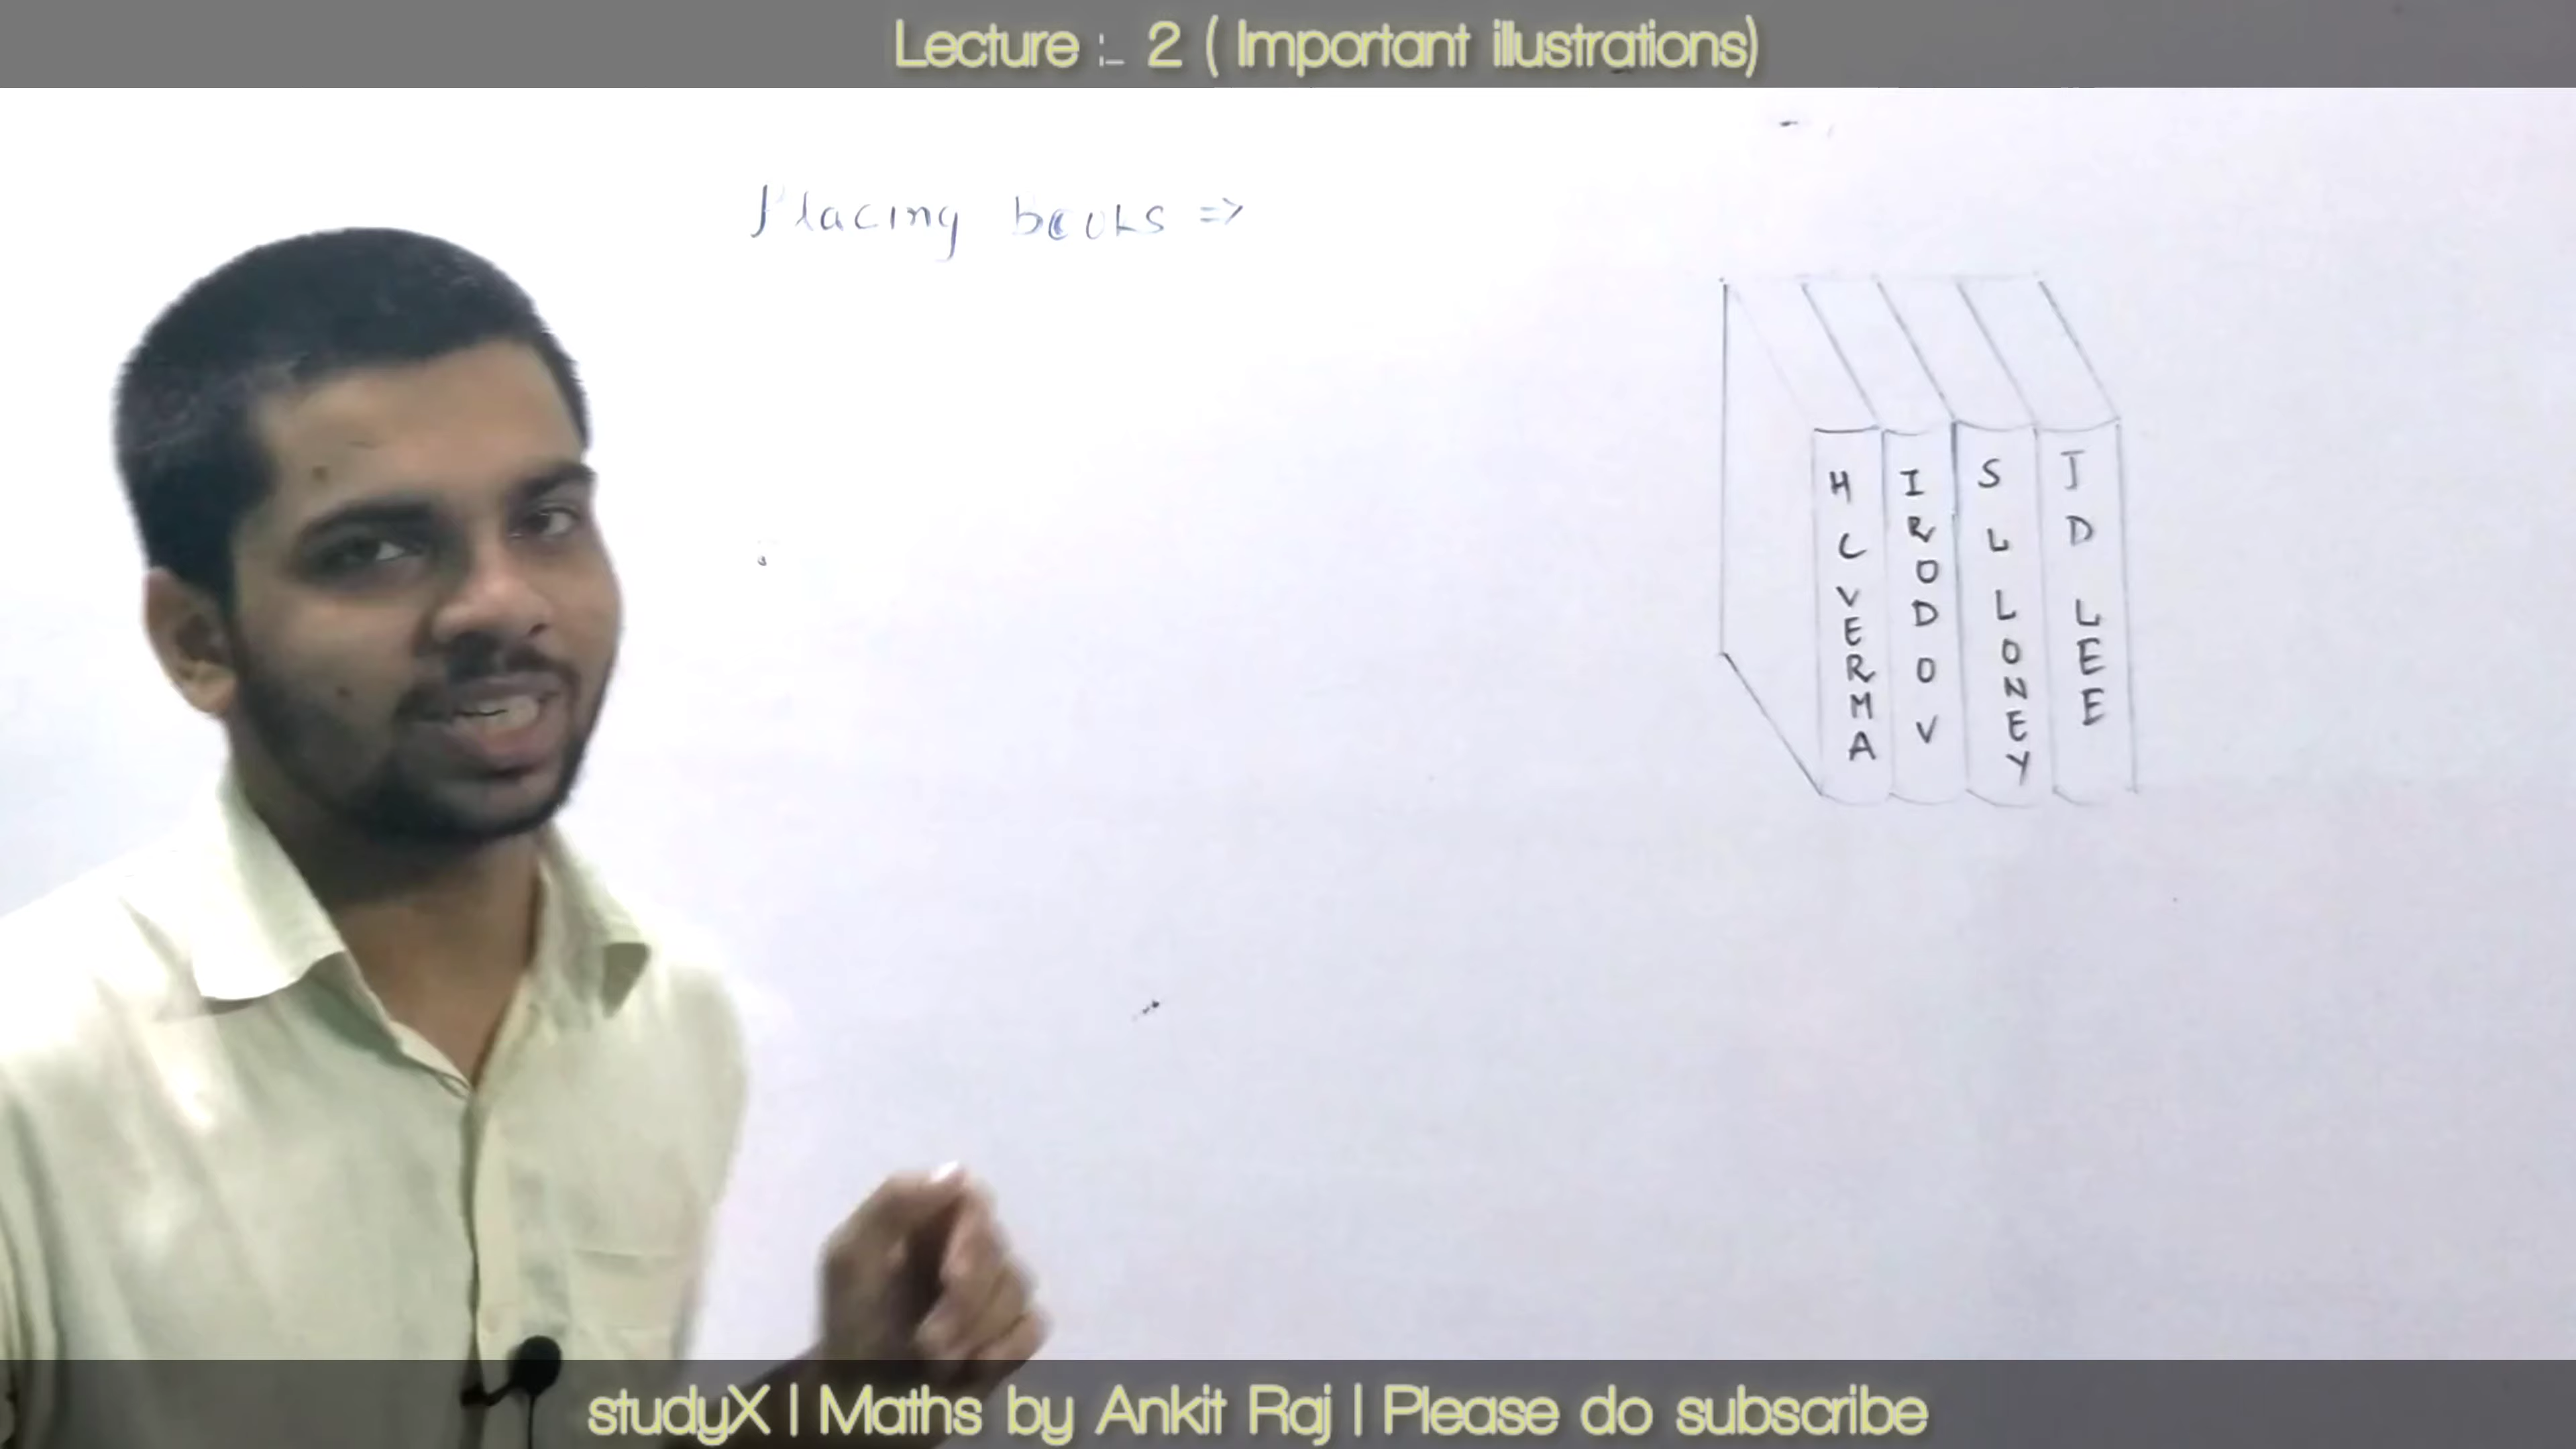 Lecture :- 2 ( Important illustrations)
Placing books =>
H C VERMA
IRODOV
S L LONEY
J D LEE
studyX | Maths by Ankit Raj | Please do subscribe